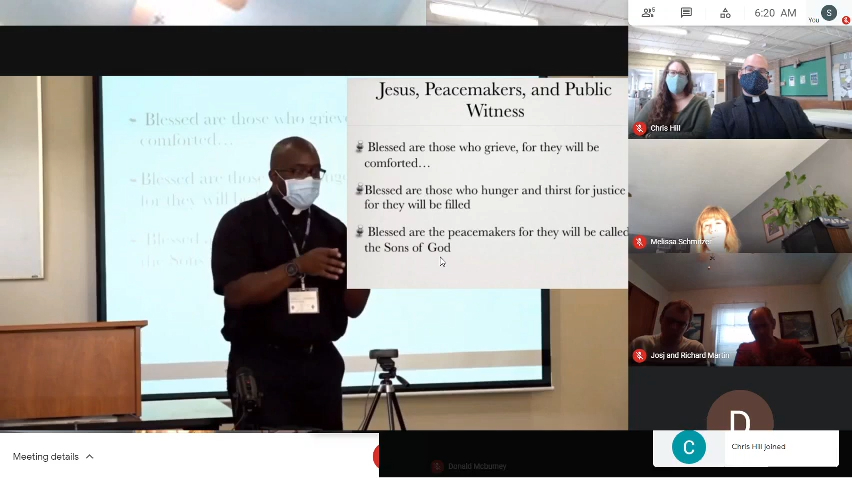 6:20 AM
You
S
Jesus, Peacemakers, and Public
Witness
Blessed are those who grieve, for they will be
comforted…
Blessed are those who hunger and thirst for justice
for they will be filled
Blessed are the peacemakers for they will be called
the Sons of God
Blessed are those who grieve
comforted…
Blessed are
for they will b
Blessed
the Sons
Chris Hill
Melissa
Josj and Richard Martin
D
C
Chris Hill joined
Meeting details
Donald Mcburney